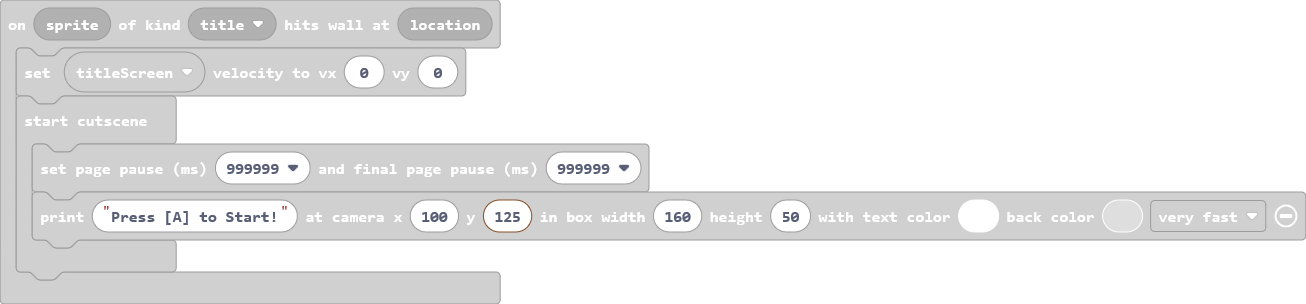 on sprite of kind title hits wall at location
set titleScreen velocity to vx 0 vy 0
start cutscene
set page pause (ms) 999999 and final page pause (ms) 999999
print "Press [A] to Start!" at camera x 100 y 125 in box width 160 height 50 with text color back color very fast